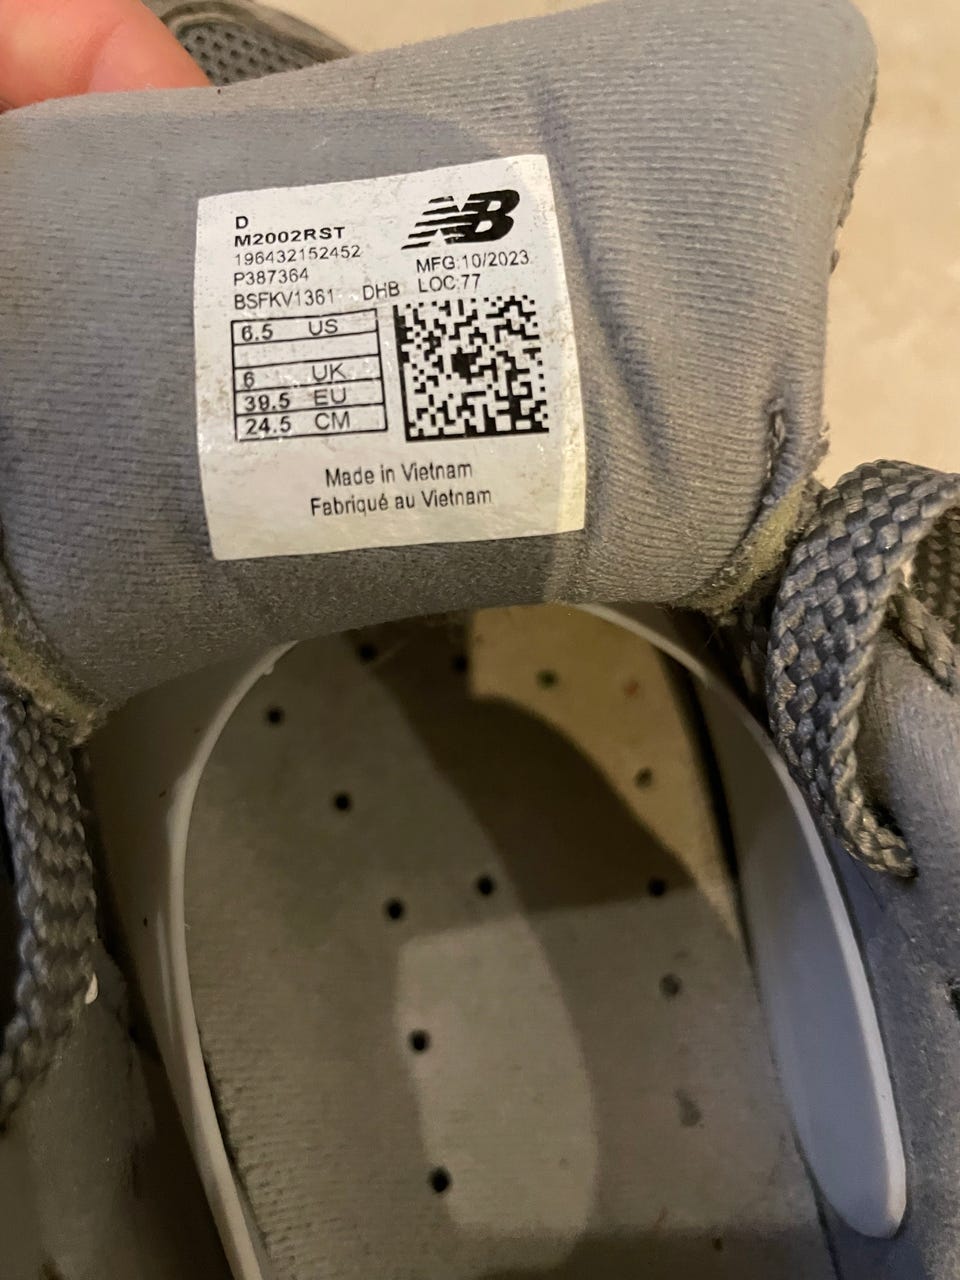 D
M2002RST
196432152452
P387364
BSFKV1361 DHB
NB
MFG:10/2023
LOC:77
6.5 US
6 UK
39.5 EU
24.5 CM
Made in Vietnam
Fabriqué au Vietnam